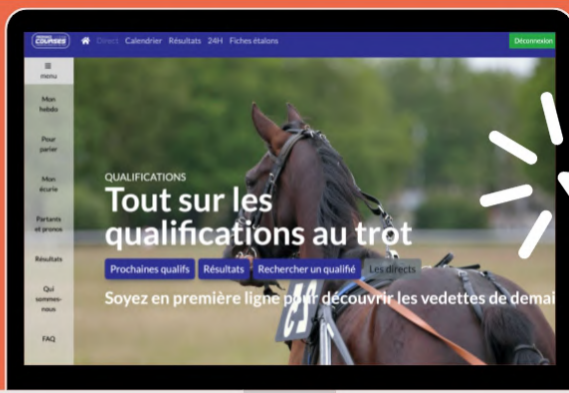 COURSES
Direct Calendrier Résultats 24H Fiches étalons
Déconnexion
menu
Mon
hebdo
Pour
parier
Mon
écurie
Partants
et pronos
Résultats
Qui
sommes-
nous
FAQ
QUALIFICATIONS
Tout sur les
qualifications au trot
Prochaines qualifs Résultats Rechercher un qualifié Les directs
Soyez en première ligne pour découvrir les vedettes de demai